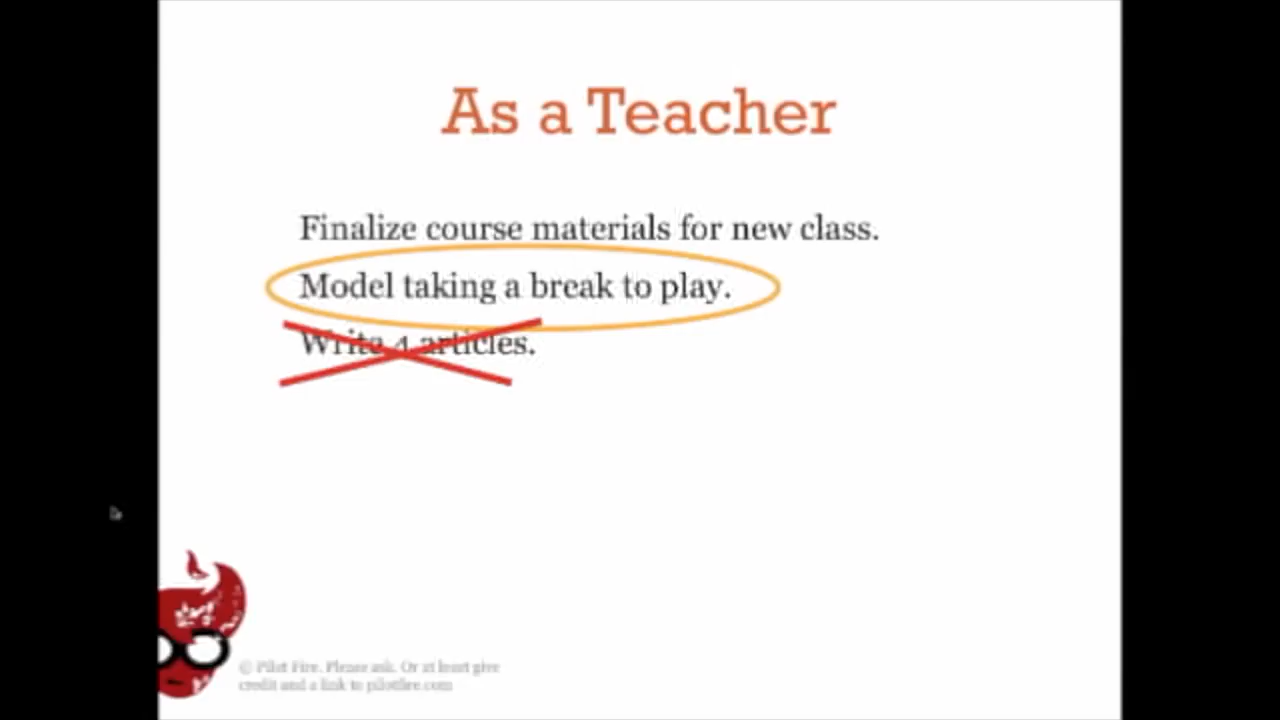 As a Teacher
Finalize course materials for new class.
Model taking a break to play.
Write 4 articles.
© Pilot Fire. Please ask. Or at least give
credit and a link to pilotfire.com